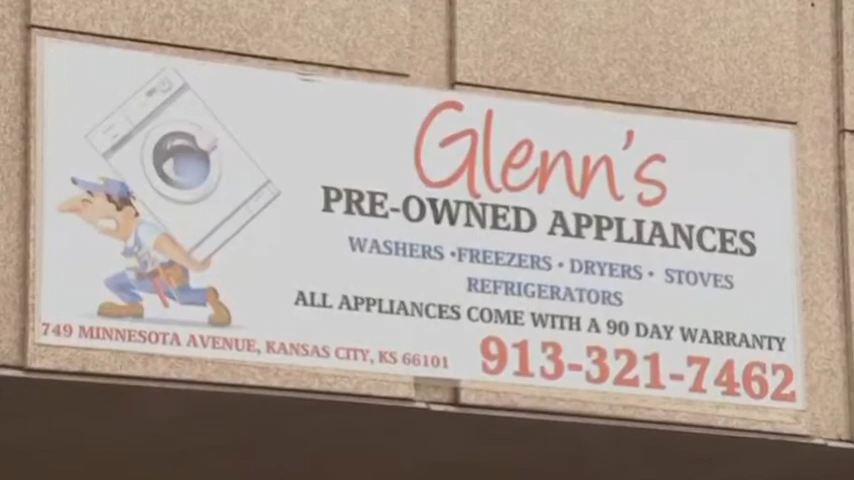 Glenn's
PRE-OWNED APPLIANCES
WASHERS • FREEZERS • DRYERS • STOVES
REFRIGERATORS
ALL APPLIANCES COME WITH A 90 DAY WARRANTY
749 MINNESOTA AVENUE, KANSAS CITY, KS 66101
913-321-7462